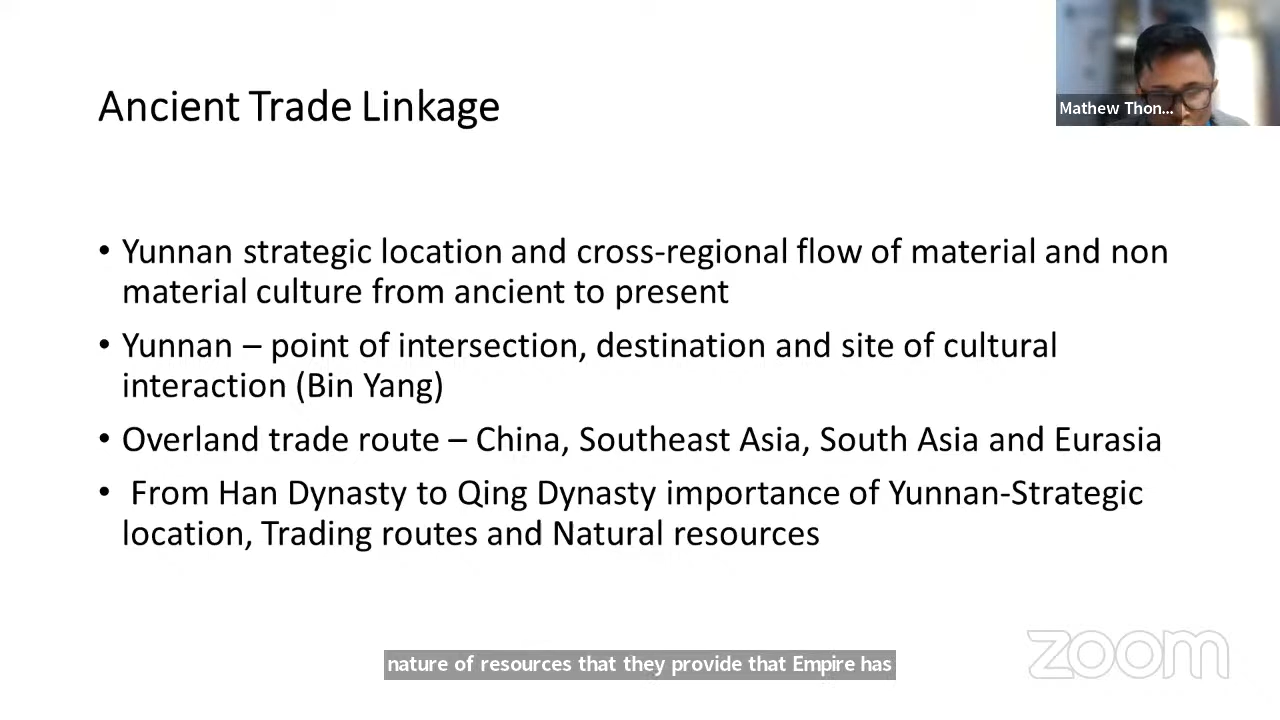 Ancient Trade Linkage
Mathew Thon...
• Yunnan strategic location and cross-regional flow of material and non
material culture from ancient to present
• Yunnan – point of intersection, destination and site of cultural
interaction (Bin Yang)
• Overland trade route – China, Southeast Asia, South Asia and Eurasia
• From Han Dynasty to Qing Dynasty importance of Yunnan-Strategic
location, Trading routes and Natural resources
nature of resources that they provide that Empire has
zoom